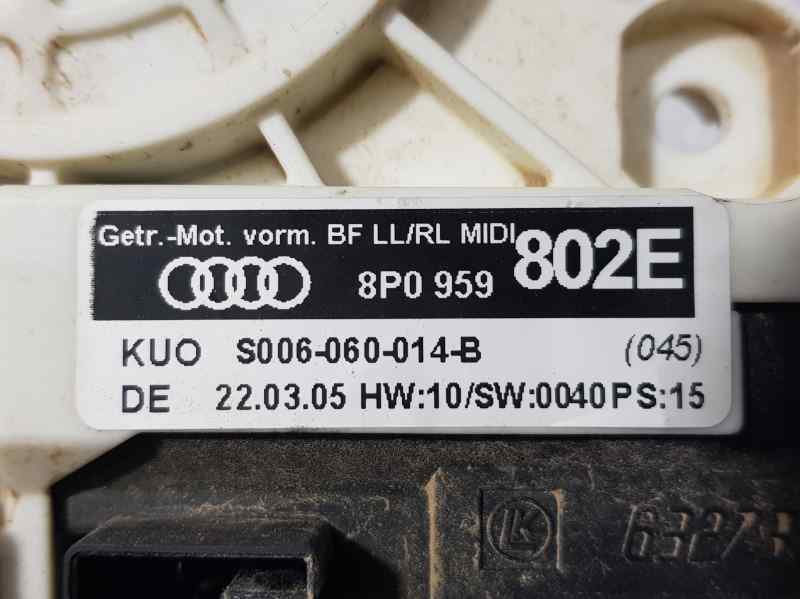 Getr.-Mot. vorm. BF LL/RL MIDI
8P0 959 802E
KUO S006-060-014-B (045)
DE 22.03.05 HW:10/SW:0040 PS:15
LK